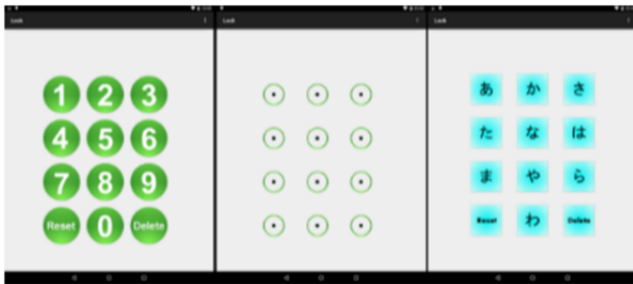 Lock
1 2 3
4 5 6
7 8 9
Reset 0 Delete
Lock
Lock
あ か さ
た な は
ま や ら
Reset わ Delete